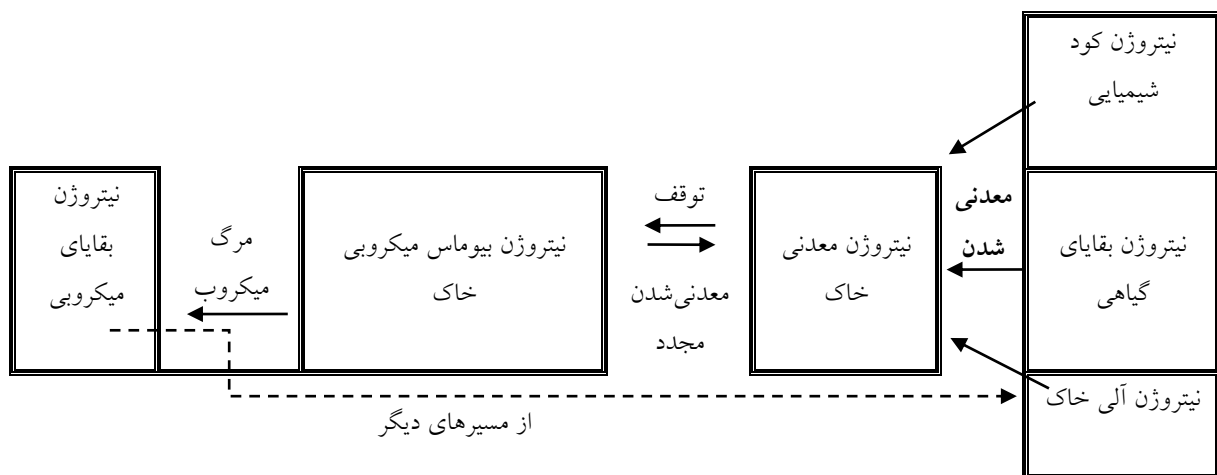 نیتروژن کود
شیمیایی
معدنی
شدن
نیتروژن بقایای
گیاهی
نیتروژن آلی خاک
نیتروژن معدنی
خاک
توقف
معدنی‌شدن
مجدد
نیتروژن بیوماس میکروبی
خاک
مرگ
میکروب
نیتروژن
بقایای
میکروبی
از مسیرهای دیگر